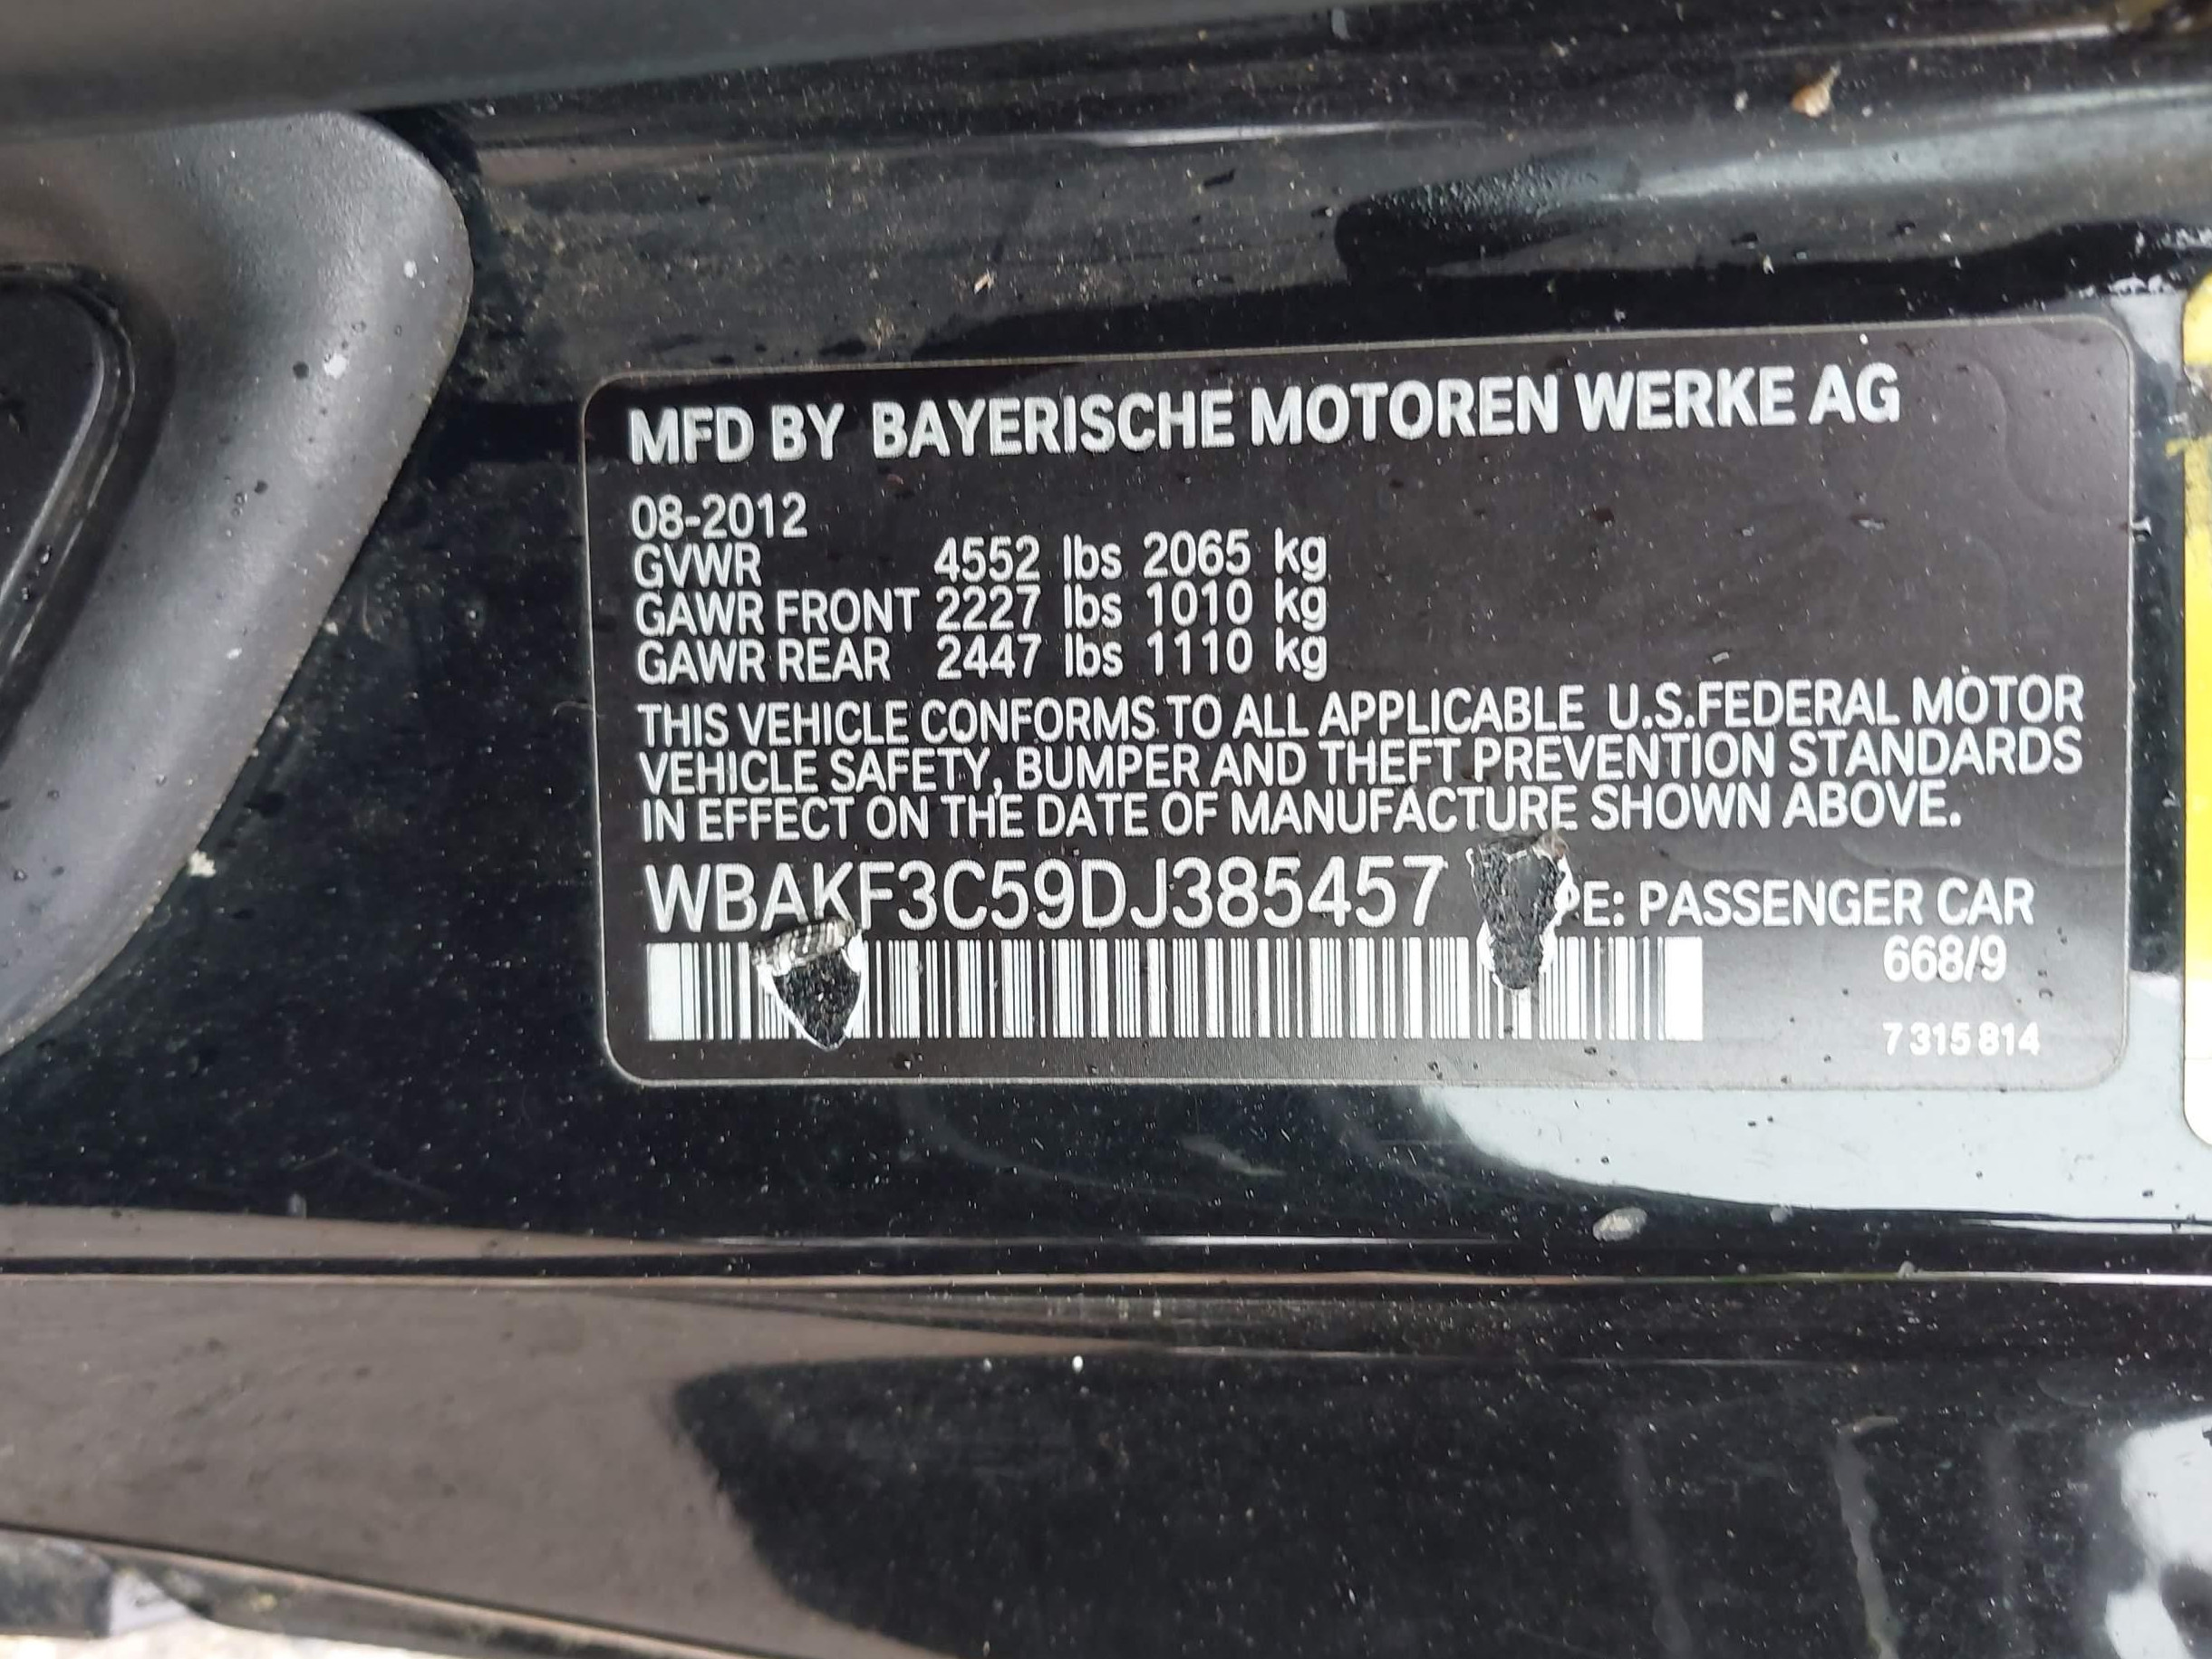 MFD BY BAYERISCHE MOTOREN WERKE AG
08-2012
GVWR 4552 lbs 2065 kg
GAWR FRONT 2227 lbs 1010 kg
GAWR REAR 2447 lbs 1110 kg
THIS VEHICLE CONFORMS TO ALL APPLICABLE U.S.FEDERAL MOTOR
VEHICLE SAFETY, BUMPER AND THEFT PREVENTION STANDARDS
IN EFFECT ON THE DATE OF MANUFACTURE SHOWN ABOVE.
WBAKF3C59DJ385457 PE: PASSENGER CAR
668/9
7 315 814